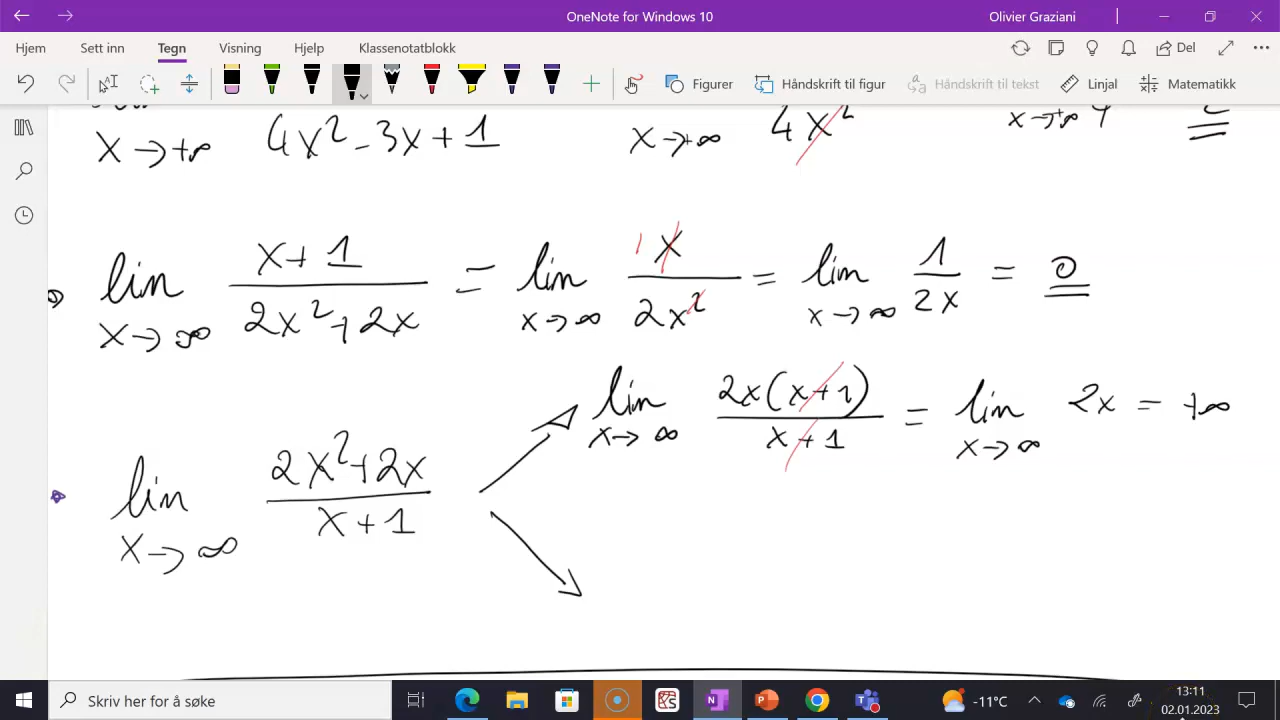 OneNote for Windows 10
Olivier Graziani
Hjem Sett inn Tegn Visning Hjelp Klassenotatblokk Del
Figurer Håndskrift til figur Håndskrift til tekst Linjal Matematikk
x→+∞ 4x²-3x+1 x→+∞ 4x² x→+∞ 4
lim x→∞ (x+1)/(2x²+2x) = lim x→∞ x/(2x²) = lim x→∞ 1/(2x) = 0
lim x→∞ (2x(x+1))/(x+1) = lim x→∞ 2x = +∞
lim x→∞ (2x²+2x)/(x+1)
Skriv her for å søke
-11°C
13:11
02.01.2023